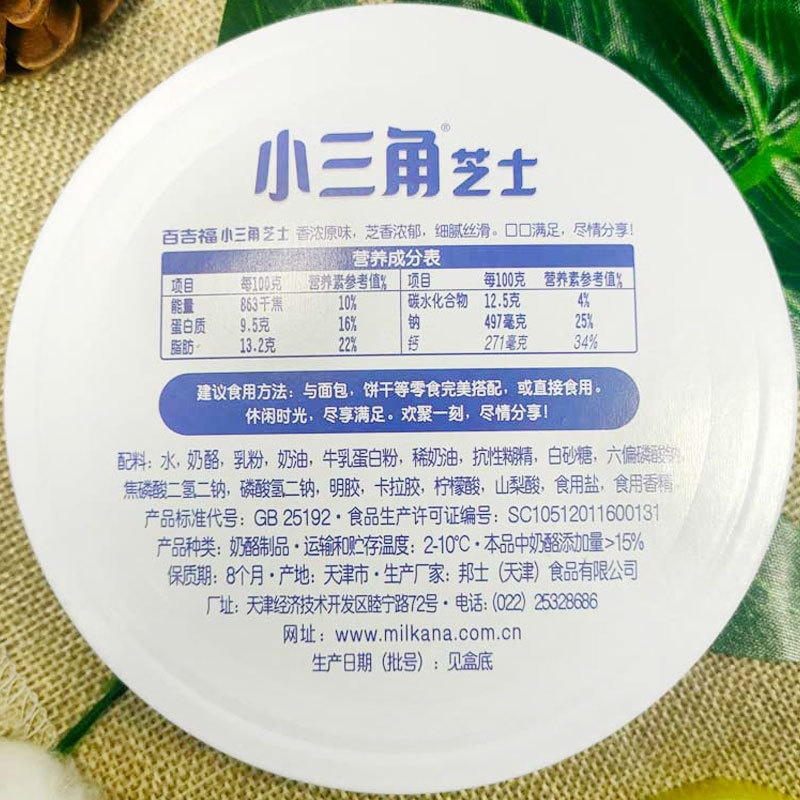 小三角®芝士
百吉福小三角芝士 香浓原味，芝香浓郁，细腻丝滑。口口满足，尽情分享！
营养成分表
项目 每100克 营养素参考值% 项目 每100克 营养素参考值%
能量 863千焦 10% 碳水化合物 12.5克 4%
蛋白质 9.5克 16% 钠 497毫克 25%
脂肪 13.2克 22% 钙 271毫克 34%
建议食用方法：与面包，饼干等零食完美搭配，或直接食用。
休闲时光，尽享满足。欢聚一刻，尽情分享！
配料：水，奶酪，乳粉，奶油，牛乳蛋白粉，稀奶油，抗性糊精，白砂糖，六偏磷酸钠，
焦磷酸二氢二钠，磷酸氢二钠，明胶，卡拉胶，柠檬酸，山梨酸，食用盐，食用香精
产品标准代号：GB 25192·食品生产许可证编号：SC10512011600131
产品种类：奶酪制品·运输和贮存温度：2-10℃·本品中奶酪添加量>15%
保质期：8个月·产地：天津市·生产厂家：邦士（天津）食品有限公司
厂址：天津经济技术开发区睦宁路72号·电话：(022) 25328686
网址：www.milkana.com.cn
生产日期（批号）：见盒底